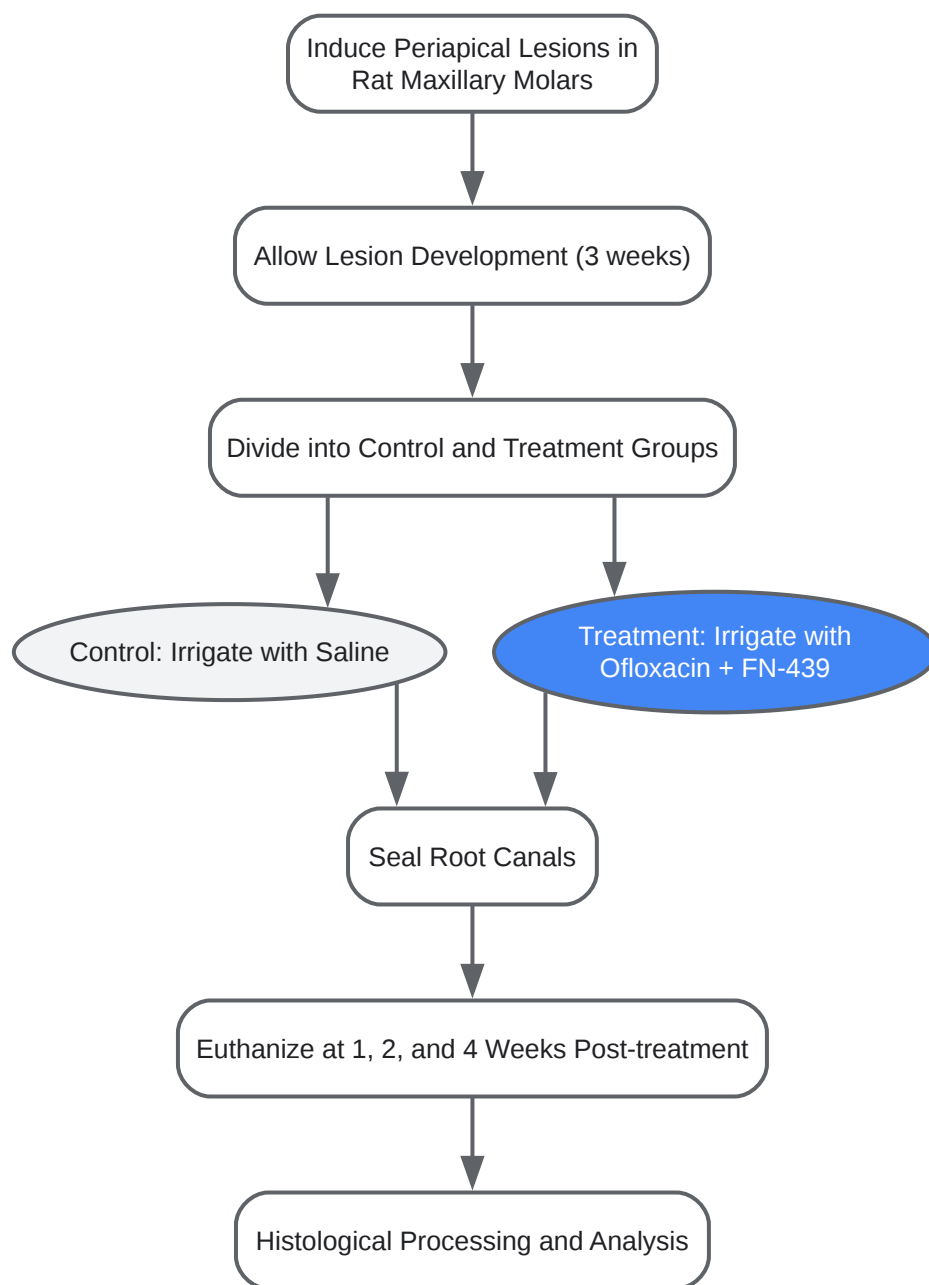 Induce Periapical Lesions in
Rat Maxillary Molars
Allow Lesion Development (3 weeks)
Divide into Control and Treatment Groups
Control: Irrigate with Saline
Treatment: Irrigate with
Ofloxacin + FN-439
Seal Root Canals
Euthanize at 1, 2, and 4 Weeks Post-treatment
Histological Processing and Analysis